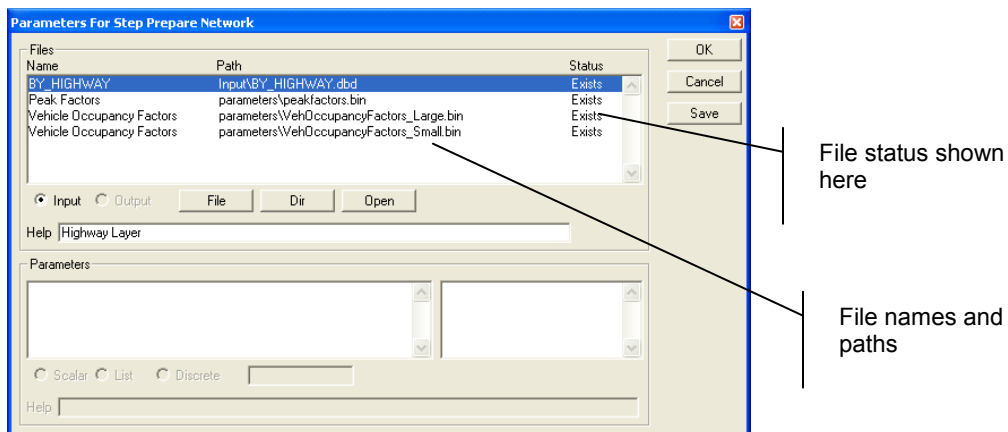 Parameters For Step Prepare Network
Files
Name Path Status
BY_HIGHWAY Input\BY_HIGHWAY.dbd Exists
Peak Factors parameters\peakfactors.bin Exists
Vehicle Occupancy Factors parameters\VehOccupancyFactors_Large.bin Exists
Vehicle Occupancy Factors parameters\VehOccupancyFactors_Small.bin Exists
Input Output File Dir Open
Help Highway Layer
Parameters
Scalar List Discrete
Help
OK
Cancel
Save
File status shown
here
File names and
paths